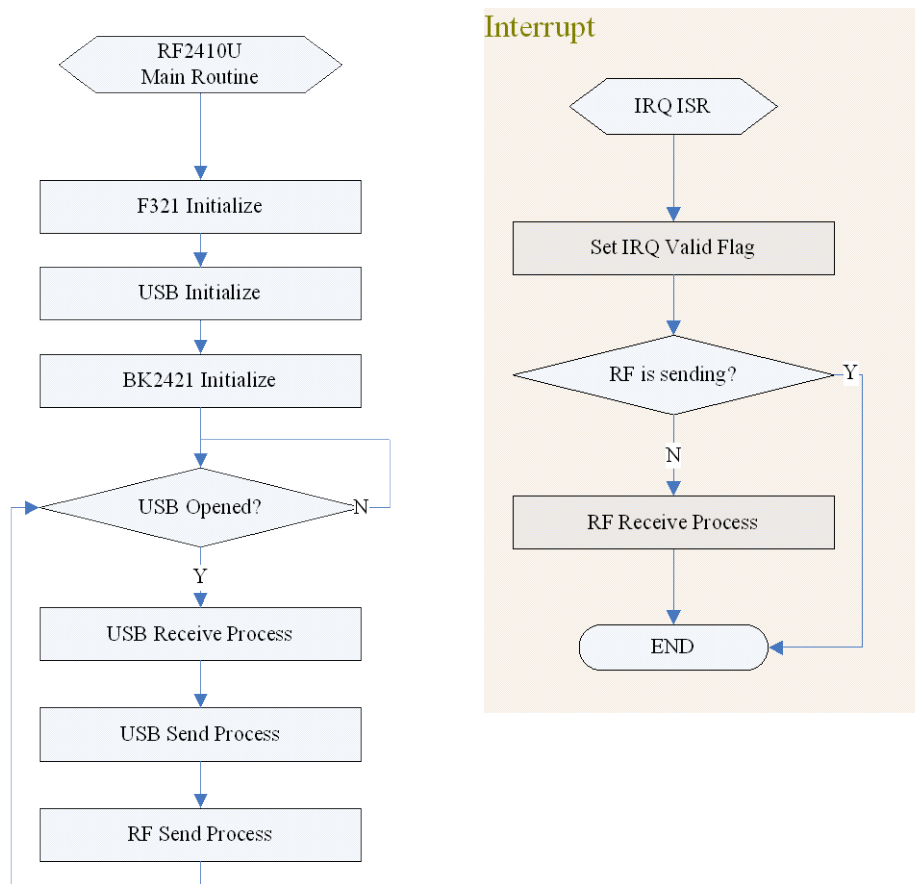 RF2410U
Main Routine
F321 Initialize
USB Initialize
BK2421 Initialize
USB Opened?
N
Y
USB Receive Process
USB Send Process
RF Send Process
Interrupt
IRQ ISR
Set IRQ Valid Flag
RF is sending?
Y
N
RF Receive Process
END